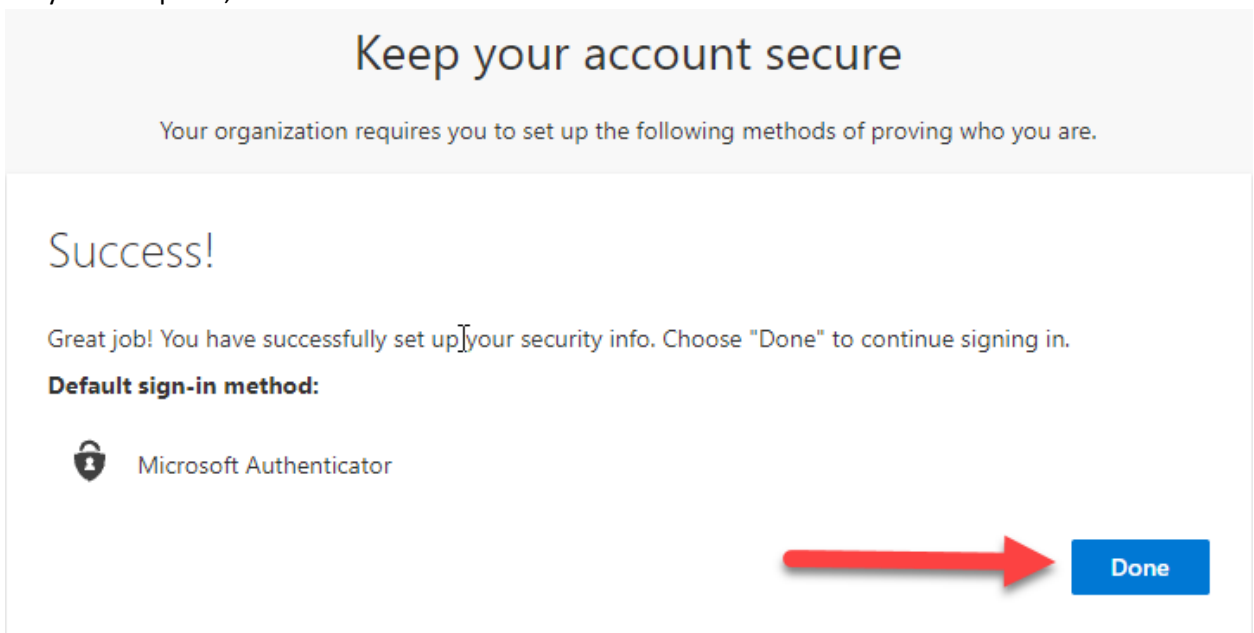 Keep your account secure
Your organization requires you to set up the following methods of proving who you are.
Success!
Great job! You have successfully set up your security info. Choose "Done" to continue signing in.
Default sign-in method:
Microsoft Authenticator
Done